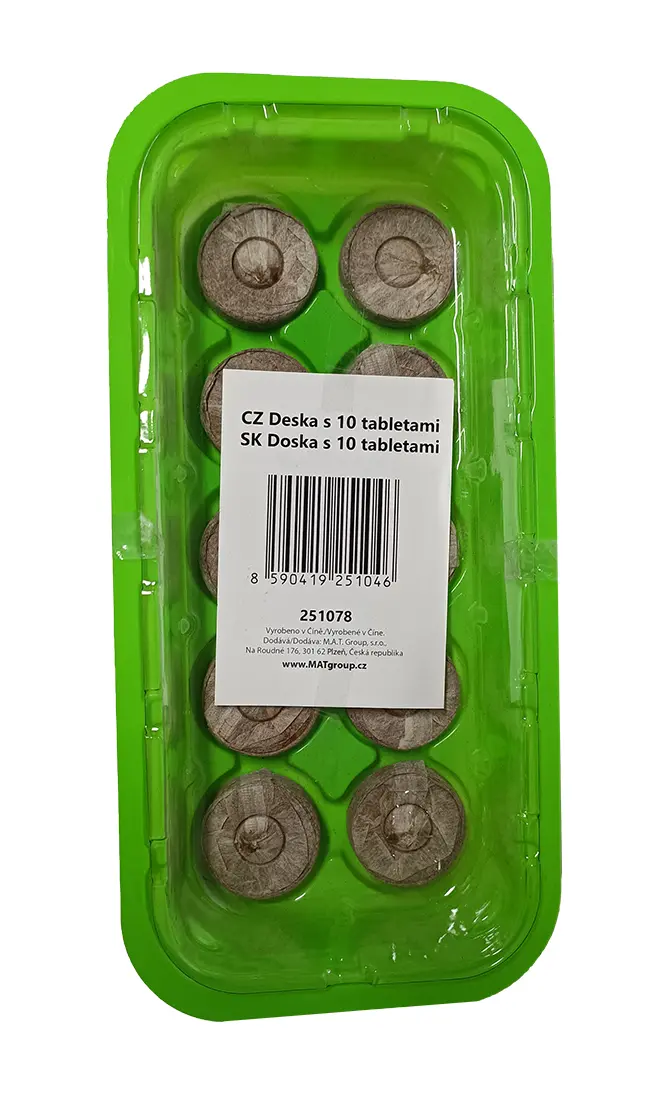 CZ Deska s 10 tabletami
SK Doska s 10 tabletami
8 590419 251046
251078
Vyrobeno v Číně./Vyrobené v Číne.
Dodává/Dodáva: M.A.T. Group, s.r.o.,
Na Roudné 176, 301 62 Plzeň, Česká republika
www.MATgroup.cz